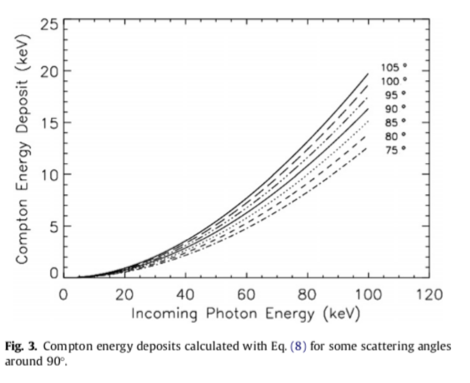 25
20
15
10
5
0
Compton Energy Deposit (keV)
105 °
100 °
95 °
90 °
85 °
80 °
75 °
0 20 40 60 80 100 120
Incoming Photon Energy (keV)
Fig. 3. Compton energy deposits calculated with Eq. (8) for some scattering angles
around 90°.